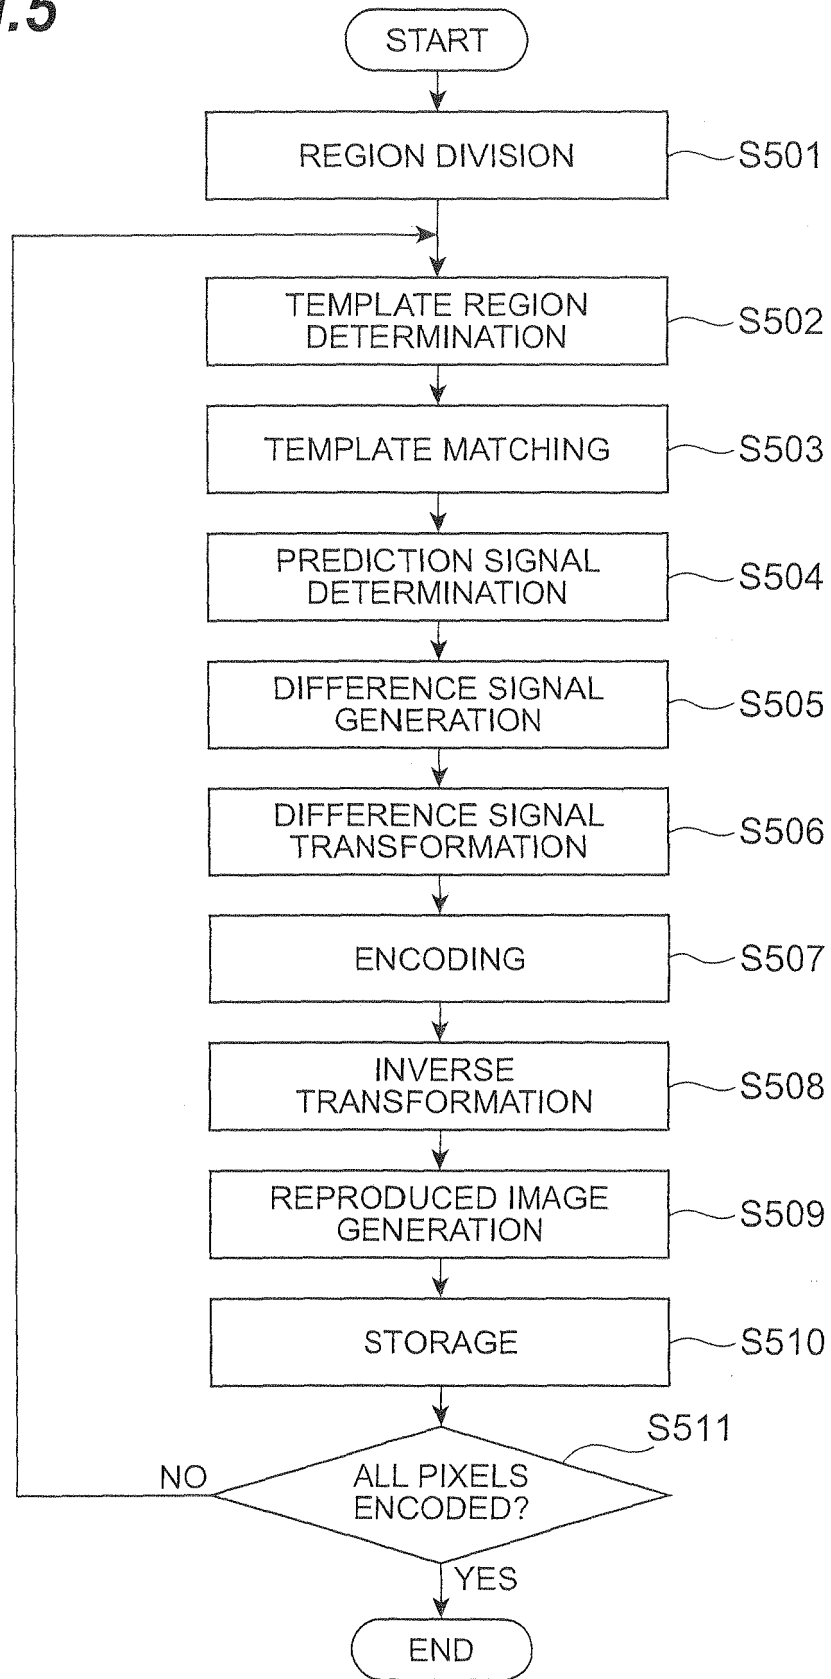 .5
START
REGION DIVISION
S501
TEMPLATE REGION
DETERMINATION
S502
TEMPLATE MATCHING
S503
PREDICTION SIGNAL
DETERMINATION
S504
DIFFERENCE SIGNAL
GENERATION
S505
DIFFERENCE SIGNAL
TRANSFORMATION
S506
ENCODING
S507
INVERSE
TRANSFORMATION
S508
REPRODUCED IMAGE
GENERATION
S509
STORAGE
S510
S511
NO
ALL PIXELS
ENCODED?
YES
END